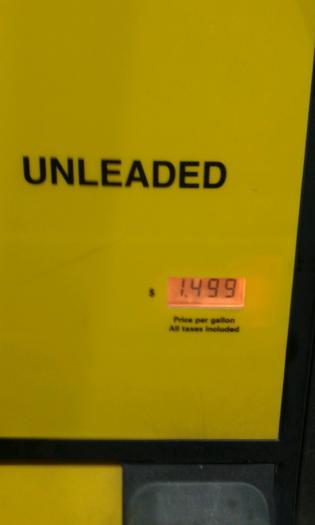 UNLEADED
$ 1.499
Price per gallon
All taxes included